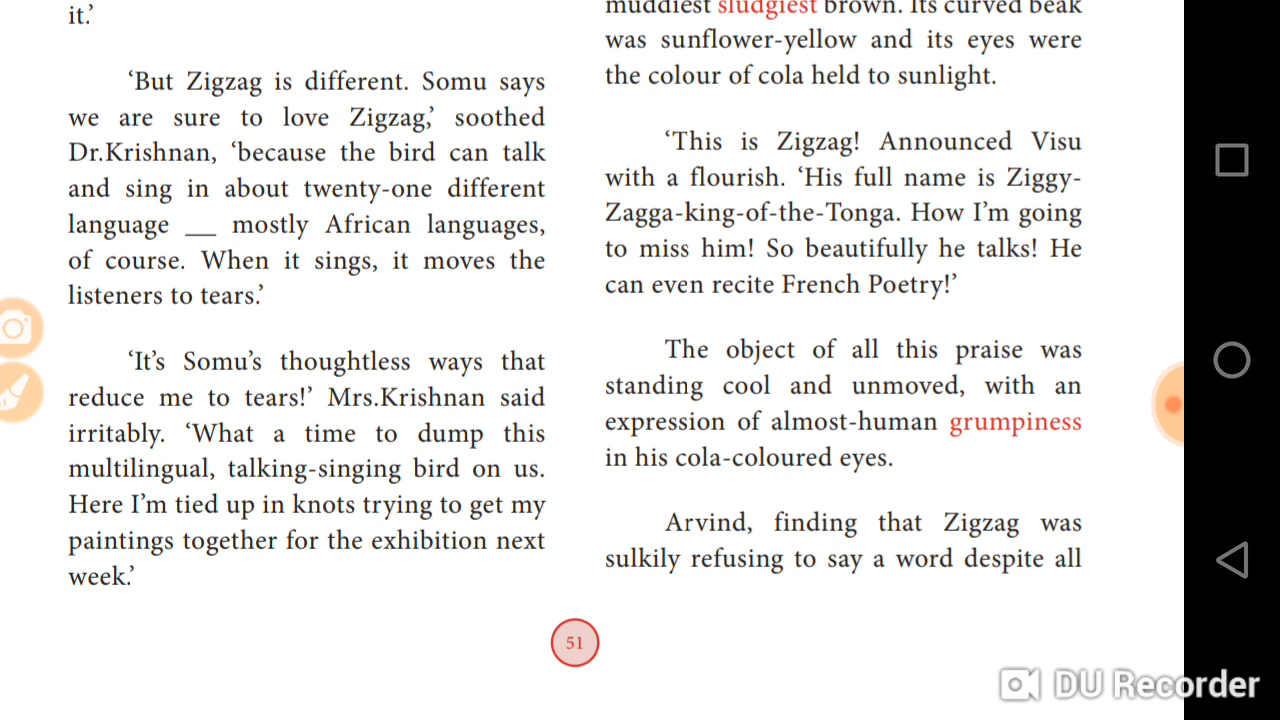 it.’
‘But Zigzag is different. Somu says
we are sure to love Zigzag,’ soothed
Dr.Krishnan, ‘because the bird can talk
and sing in about twenty-one different
language __ mostly African languages,
of course. When it sings, it moves the
listeners to tears.’
‘It’s Somu’s thoughtless ways that
reduce me to tears!’ Mrs.Krishnan said
irritably. ‘What a time to dump this
multilingual, talking-singing bird on us.
Here I’m tied up in knots trying to get my
paintings together for the exhibition next
week.’
muddiest sludgiest brown. Its curved beak
was sunflower-yellow and its eyes were
the colour of cola held to sunlight.
‘This is Zigzag! Announced Visu
with a flourish. ‘His full name is Ziggy-
Zagga-king-of-the-Tonga. How I’m going
to miss him! So beautifully he talks! He
can even recite French Poetry!’
The object of all this praise was
standing cool and unmoved, with an
expression of almost-human grumpiness
in his cola-coloured eyes.
Arvind, finding that Zigzag was
sulkily refusing to say a word despite all
51
DU Recorder